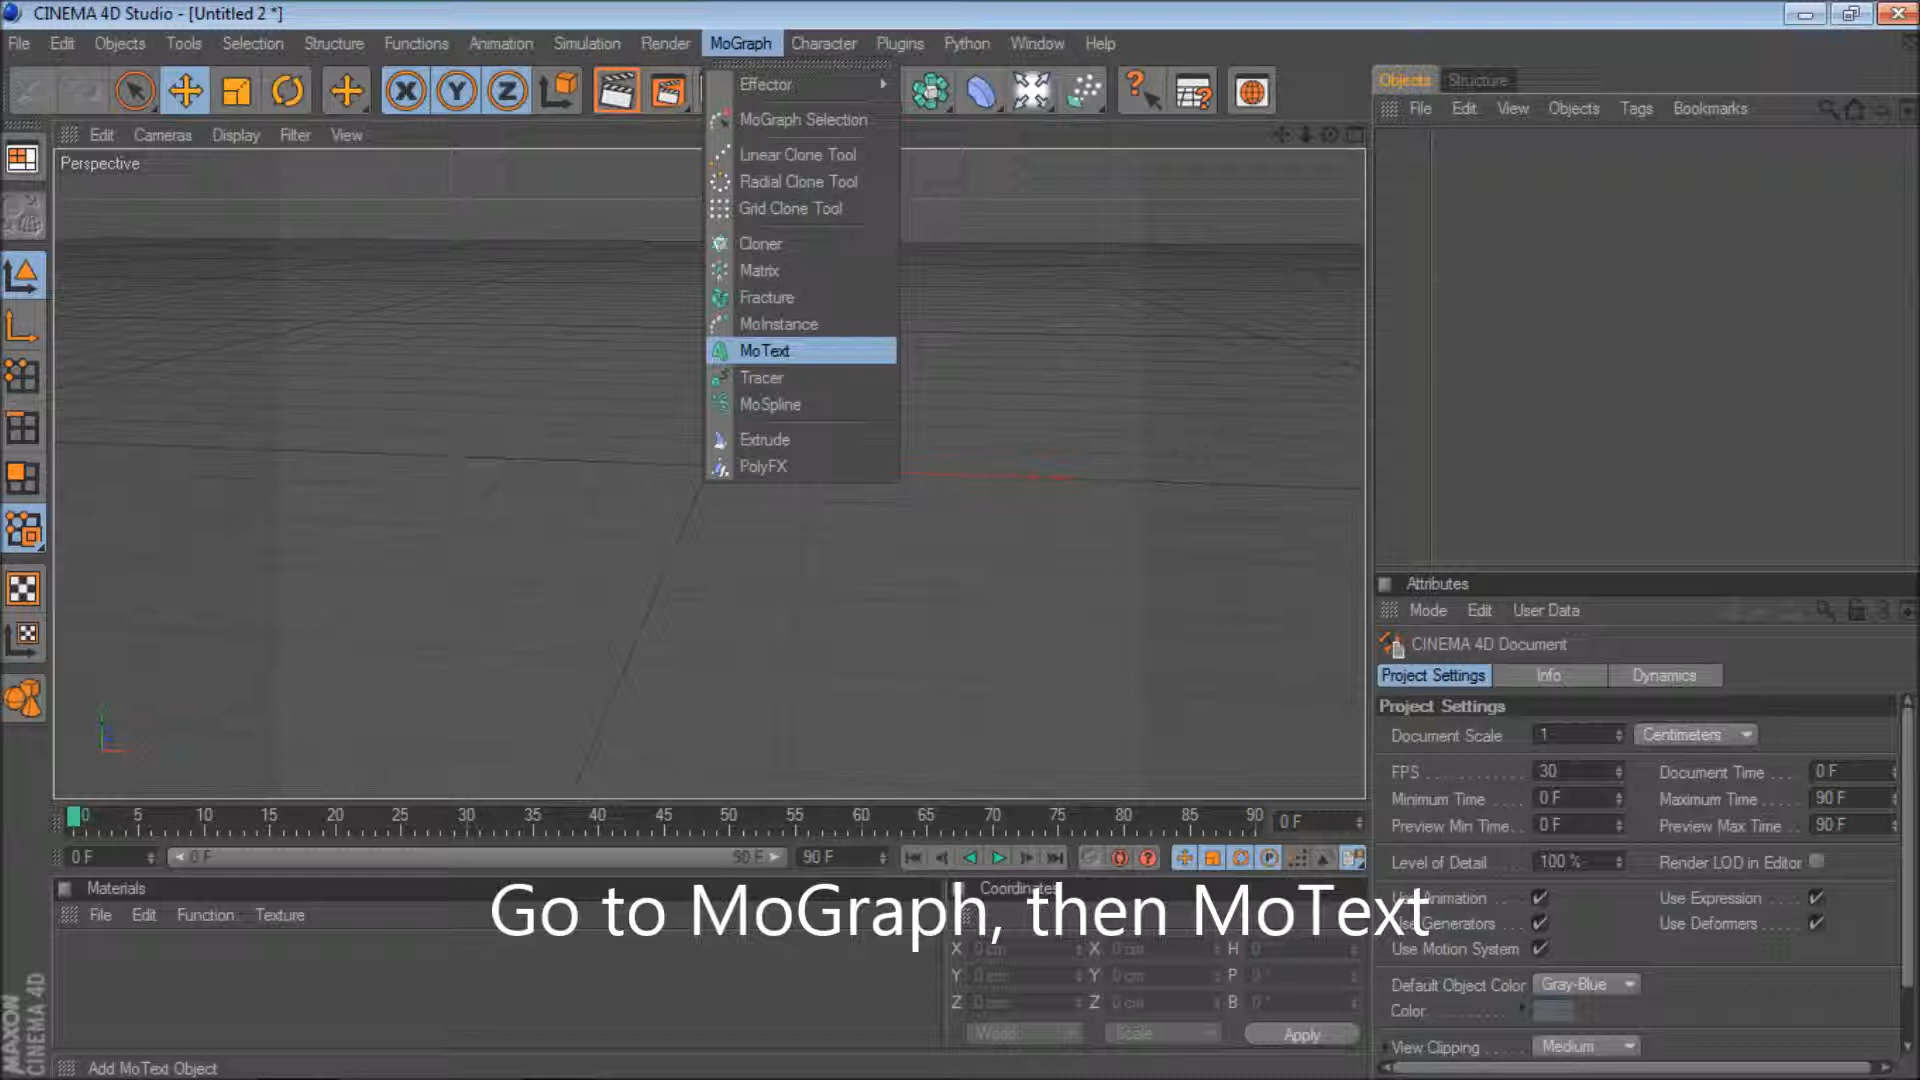 CINEMA 4D Studio - [Untitled 2 *]
File Edit Objects Tools Selection Structure Functions Animation Simulation Render MoGraph Character Plugins Python Window Help
Effector
MoGraph Selection
Linear Clone Tool
Radial Clone Tool
Grid Clone Tool
Cloner
Matrix
Fracture
MoInstance
MoText
Tracer
MoSpline
Extrude
PolyFX
Edit Cameras Display Filter View
Perspective
Objects Structure
File Edit View Objects Tags Bookmarks
Attributes
Mode Edit User Data
CINEMA 4D Document
Project Settings Info Dynamics
Project Settings
Document Scale 1 Centimeters
FPS 30 Document Time 0 F
Minimum Time 0 F Maximum Time 90 F
Preview Min Time 0 F Preview Max Time 90 F
Level of Detail 100 % Render LOD in Editor
Use Animation Use Expression
Use Generators Use Deformers
Use Motion System
Default Object Color Gray-Blue
Color
View Clipping Medium
0 5 10 15 20 25 30 35 40 45 50 55 60 65 70 75 80 85 90 0 F
0 F 0 F 90 F 90 F
Materials
File Edit Function Texture
Coordinates
Go to MoGraph, then MoText
X 0 cm X 0 cm H 0
Y 0 cm Y 0 cm P 0 °
Z 0 cm Z 0 cm B 0 °
World Scale Apply
MAXON
CINEMA 4D
Add MoText Object